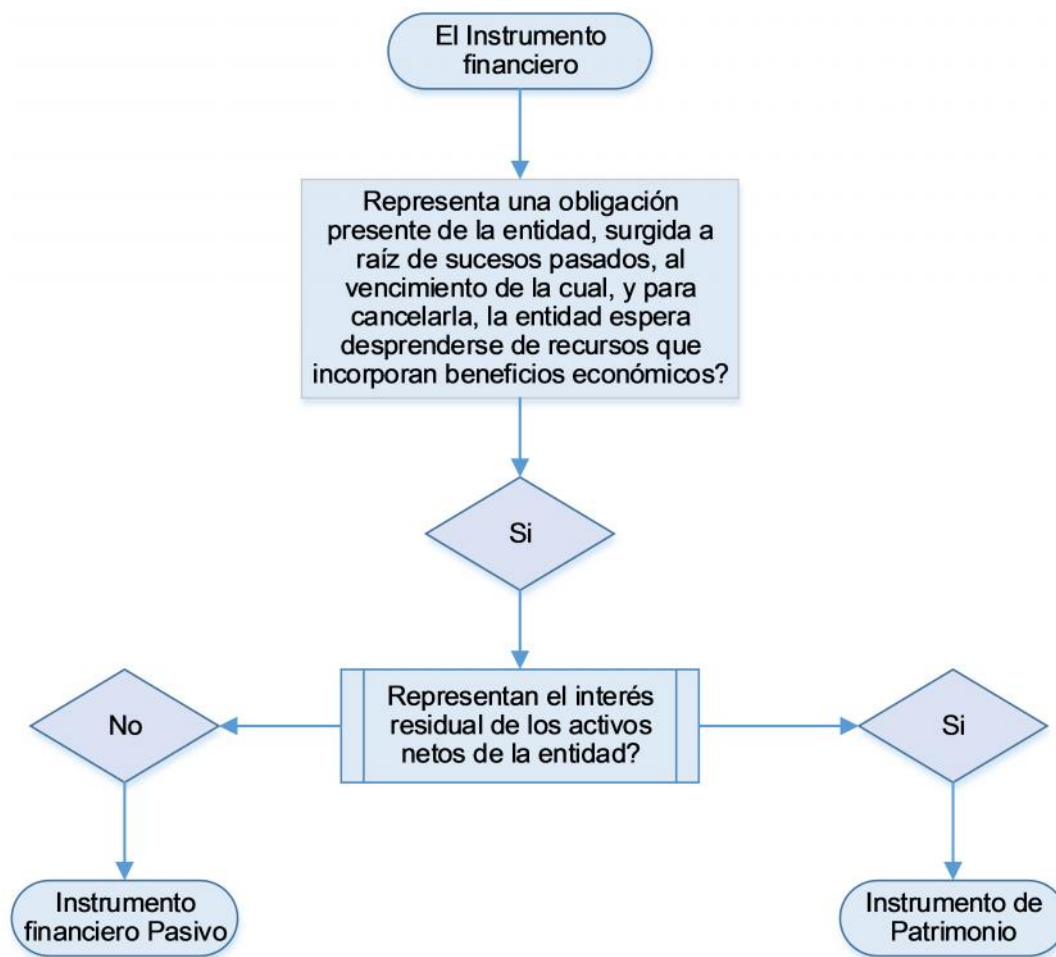 El Instrumento
financiero
Representa una obligación
presente de la entidad, surgida a
raíz de sucesos pasados, al
vencimiento de la cual, y para
cancelarla, la entidad espera
desprenderse de recursos que
incorporan beneficios económicos?
Si
No
Representan el interés
residual de los activos
netos de la entidad?
Si
Instrumento
financiero Pasivo
Instrumento de
Patrimonio